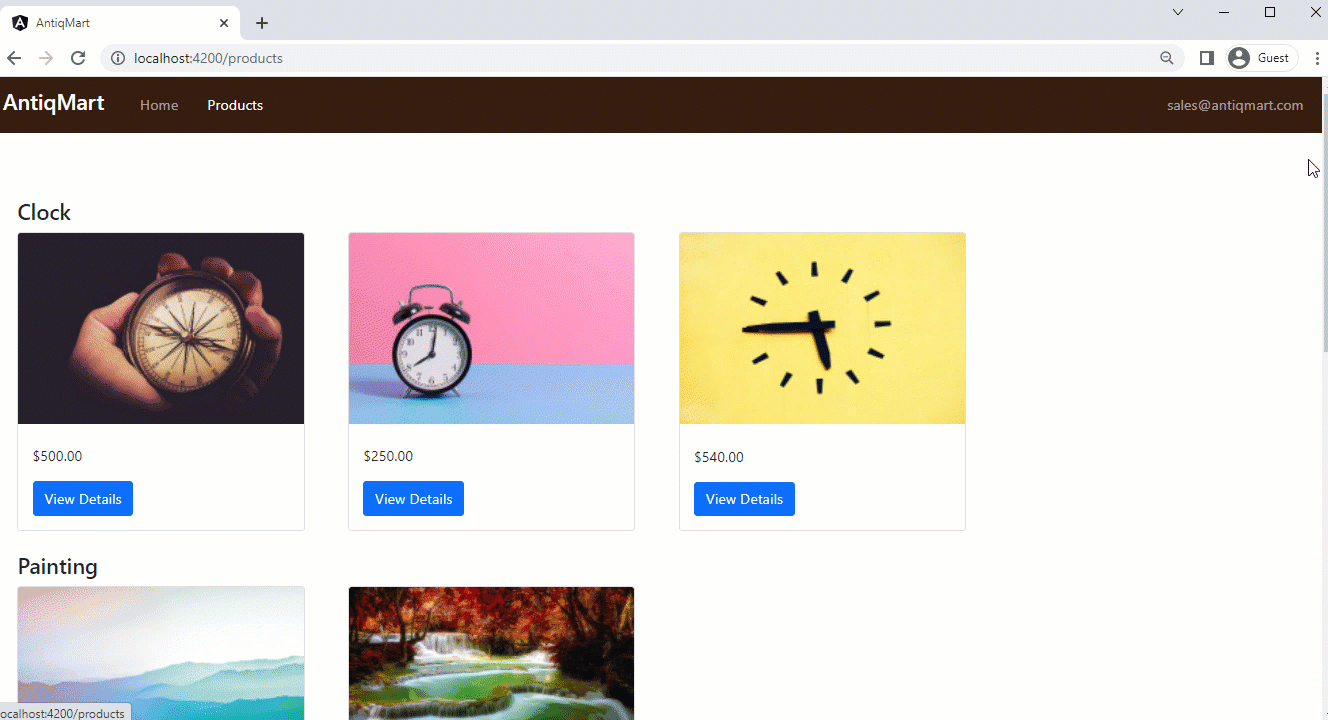 AntiqMart
localhost:4200/products
Guest
AntiqMart
Home
Products
sales@antiqmart.com
Clock
$500.00
$250.00
$540.00
View Details
View Details
View Details
Painting
ocalhost:4200/products